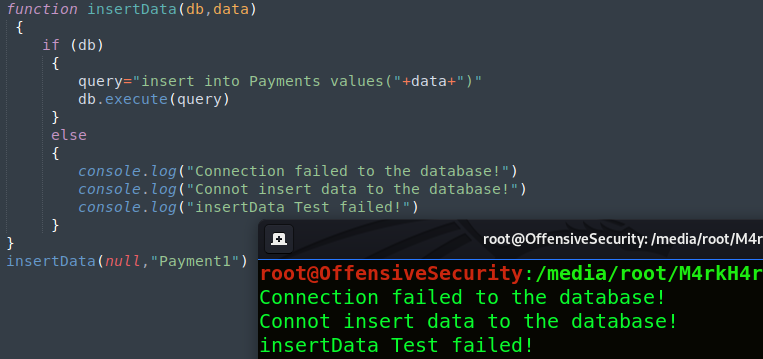 function insertData(db,data)
{
if (db)
{
query="insert into Payments values("+data+")"
db.execute(query)
}
else
{
console.log("Connection failed to the database!")
console.log("Connot insert data to the database!")
console.log("insertData Test failed!")
}
}
insertData(null,"Payment1")
root@OffensiveSecurity: /media/root/M4r
root@OffensiveSecurity:/media/root/M4rkH4r
Connection failed to the database!
Connot insert data to the database!
insertData Test failed!